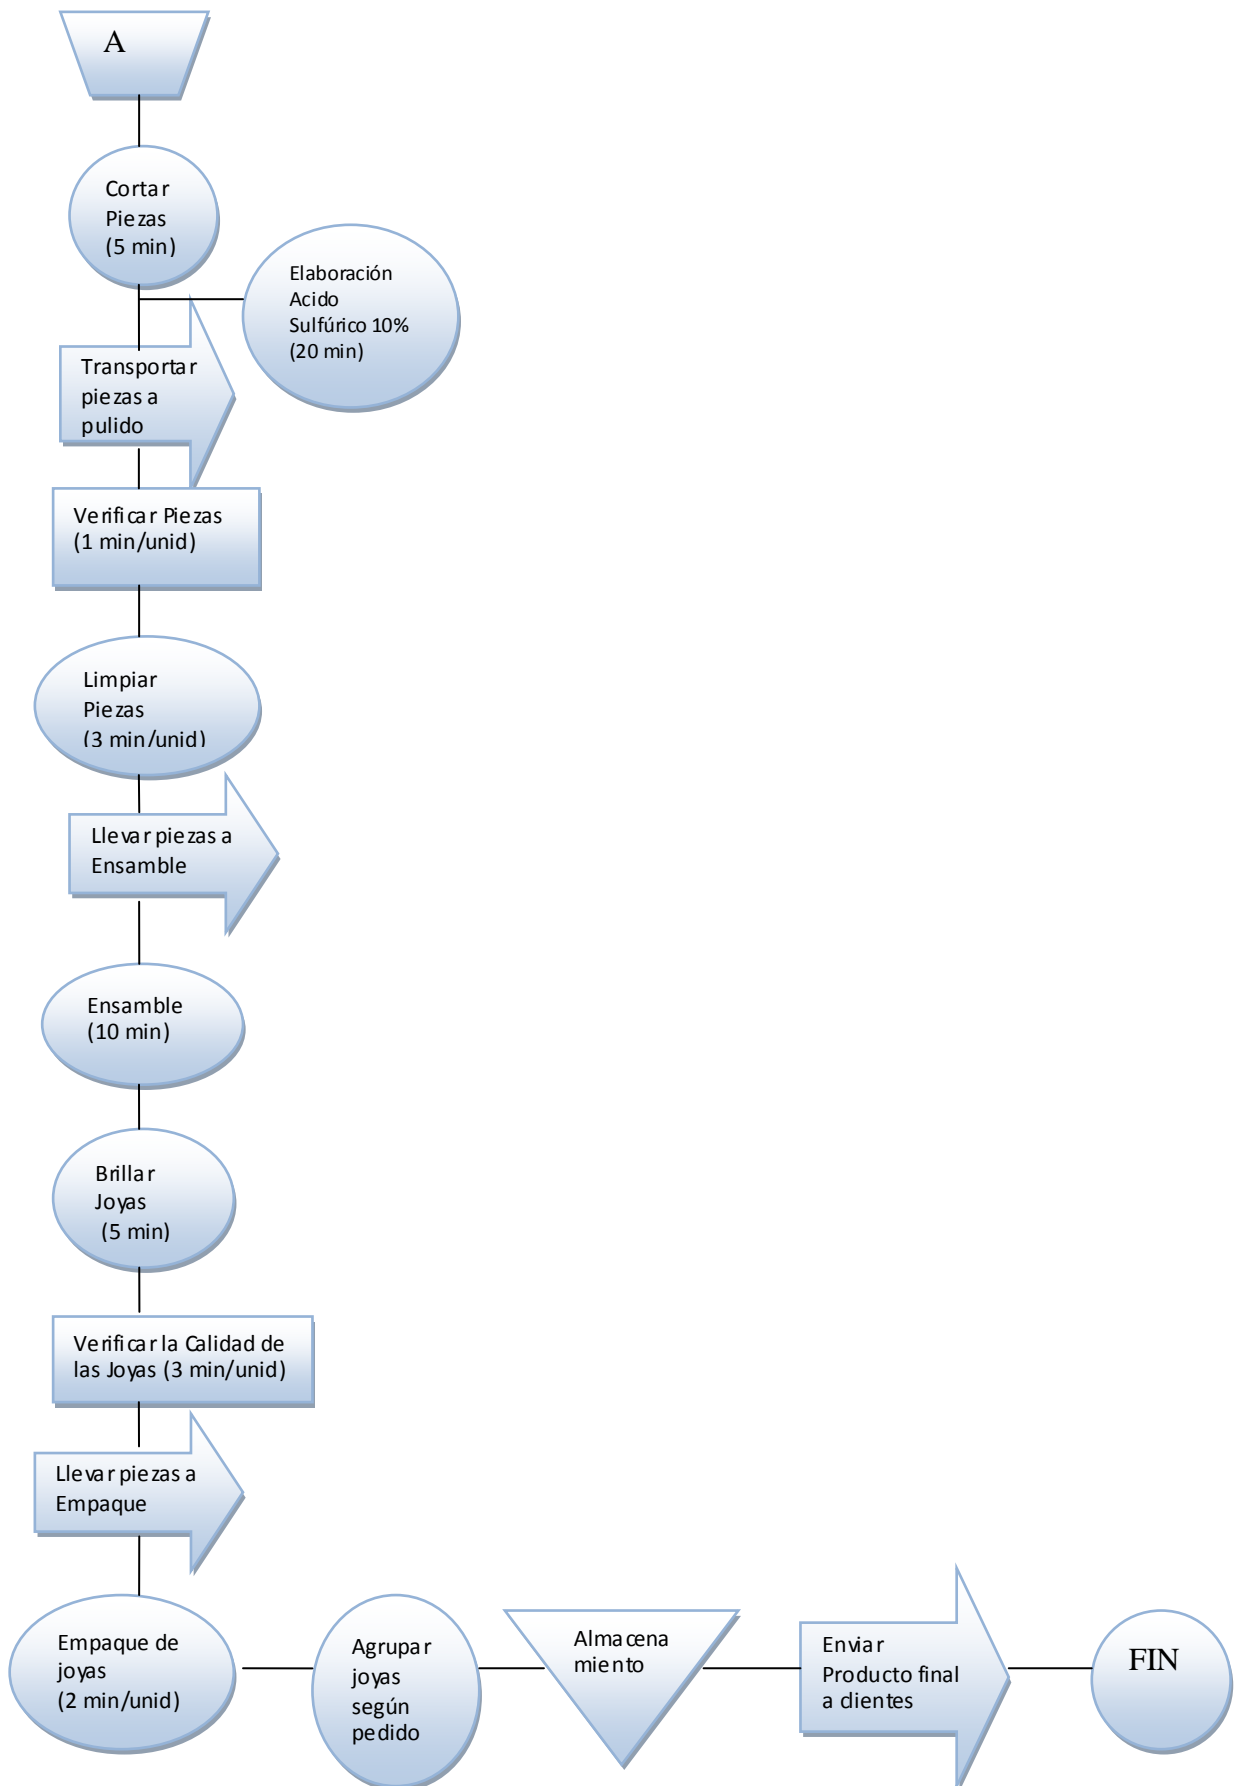 A
Cortar
Piezas
(5 min)
Elaboración
Acido
Sulfúrico 10%
(20 min)
Transportar
piezas a
pulido
Verificar Piezas
(1 min/unid)
Limpiar
Piezas
(3 min/unid)
Llevar piezas a
Ensamble
Ensamble
(10 min)
Brillar
Joyas
(5 min)
Verificar la Calidad de
las Joyas (3 min/unid)
Llevar piezas a
Empaque
Empaque de
joyas
(2 min/unid)
Agrupar
joyas
según
pedido
Almacena
miento
Enviar
Producto final
a clientes
FIN